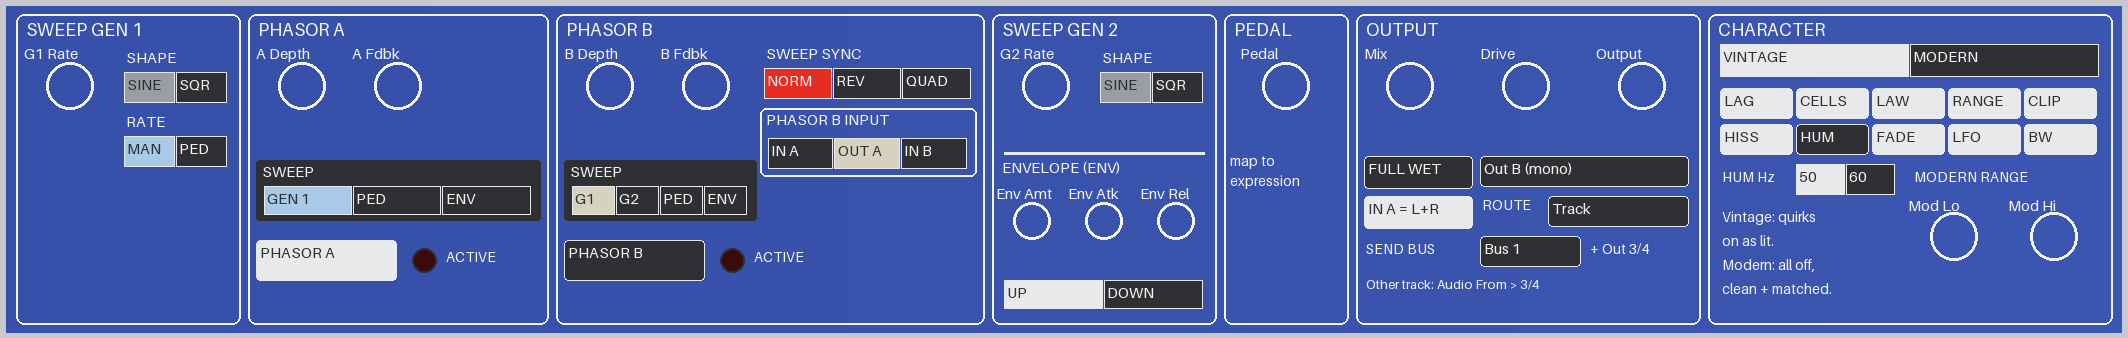 SWEEP GEN 1
G1 Rate
SHAPE
SINE SQR
RATE
MAN PED
PHASOR A
A Depth A Fdbk
SWEEP
GEN 1 PED ENV
PHASOR A ACTIVE
PHASOR B
B Depth B Fdbk
SWEEP SYNC
NORM REV QUAD
PHASOR B INPUT
IN A OUT A IN B
SWEEP
G1 G2 PED ENV
PHASOR B ACTIVE
SWEEP GEN 2
G2 Rate
SHAPE
SINE SQR
ENVELOPE (ENV)
Env Amt Env Atk Env Rel
UP DOWN
PEDAL
Pedal
map to
expression
OUTPUT
Mix Drive Output
FULL WET Out B (mono)
IN A = L+R ROUTE Track
SEND BUS Bus 1 + Out 3/4
Other track: Audio From > 3/4
CHARACTER
VINTAGE MODERN
LAG CELLS LAW RANGE CLIP
HISS HUM FADE LFO BW
HUM Hz 50 60 MODERN RANGE
Mod Lo Mod Hi
Vintage: quirks
on as lit.
Modern: all off,
clean + matched.